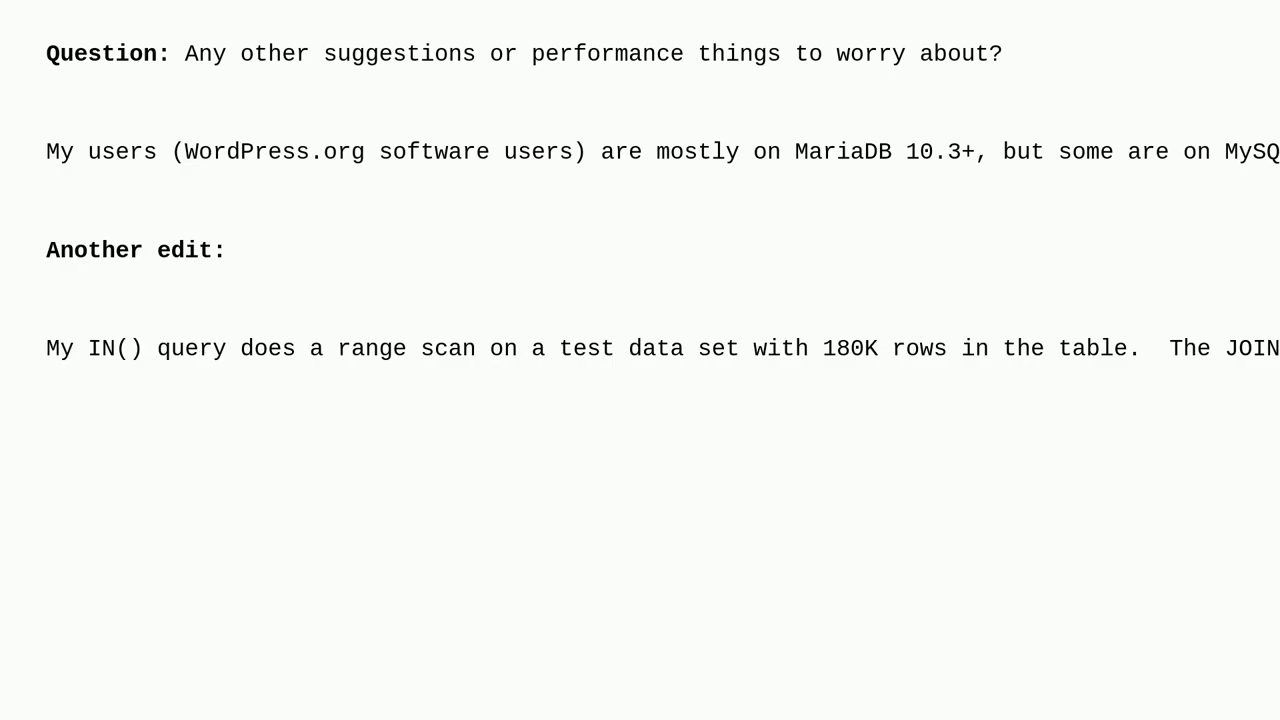 Question: Any other suggestions or performance things to worry about?
My users (WordPress.org software users) are mostly on MariaDB 10.3+, but some are on MySQ
Another edit:
My IN() query does a range scan on a test data set with 180K rows in the table.  The JOIN